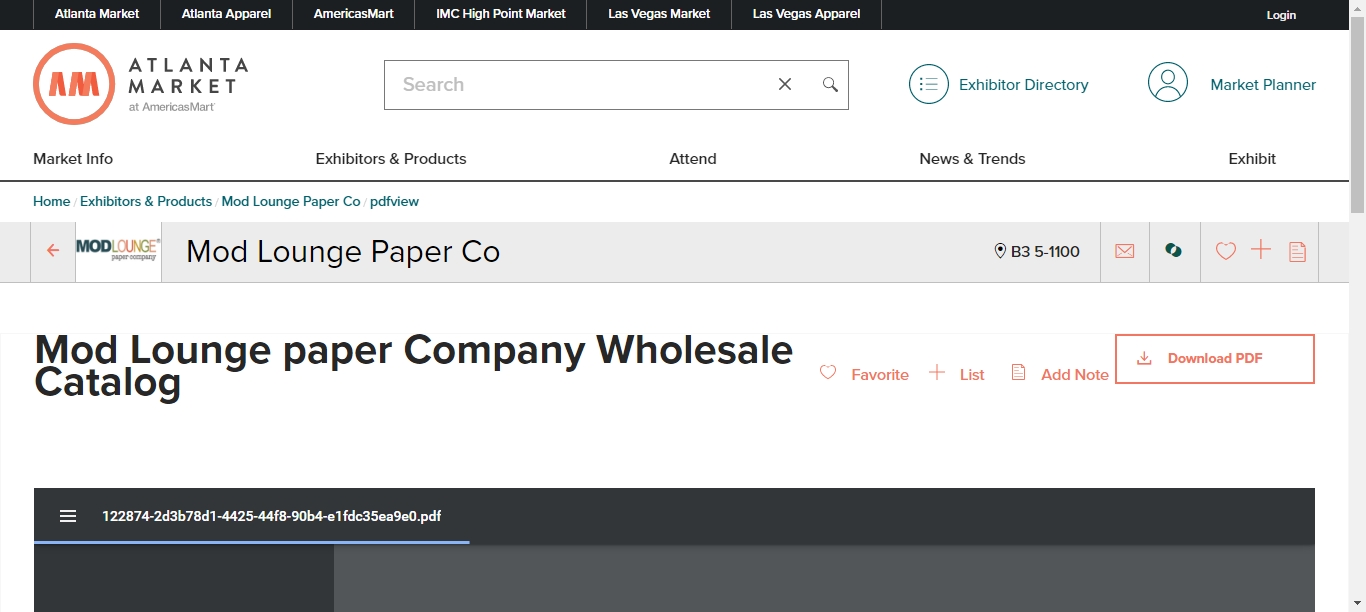 Atlanta Market Atlanta Apparel AmericasMart IMC High Point Market Las Vegas Market Las Vegas Apparel Login
AM ATLANTA
MARKET
at AmericasMart
Search
Exhibitor Directory
Market Planner
Market Info Exhibitors & Products Attend News & Trends Exhibit
Home / Exhibitors & Products / Mod Lounge Paper Co / pdfview
MODLOUNGE®
paper company
Mod Lounge Paper Co
B3 5-1100
Mod Lounge paper Company Wholesale
Catalog
Favorite List Add Note
Download PDF
122874-2d3b78d1-4425-44f8-90b4-e1fdc35ea9e0.pdf